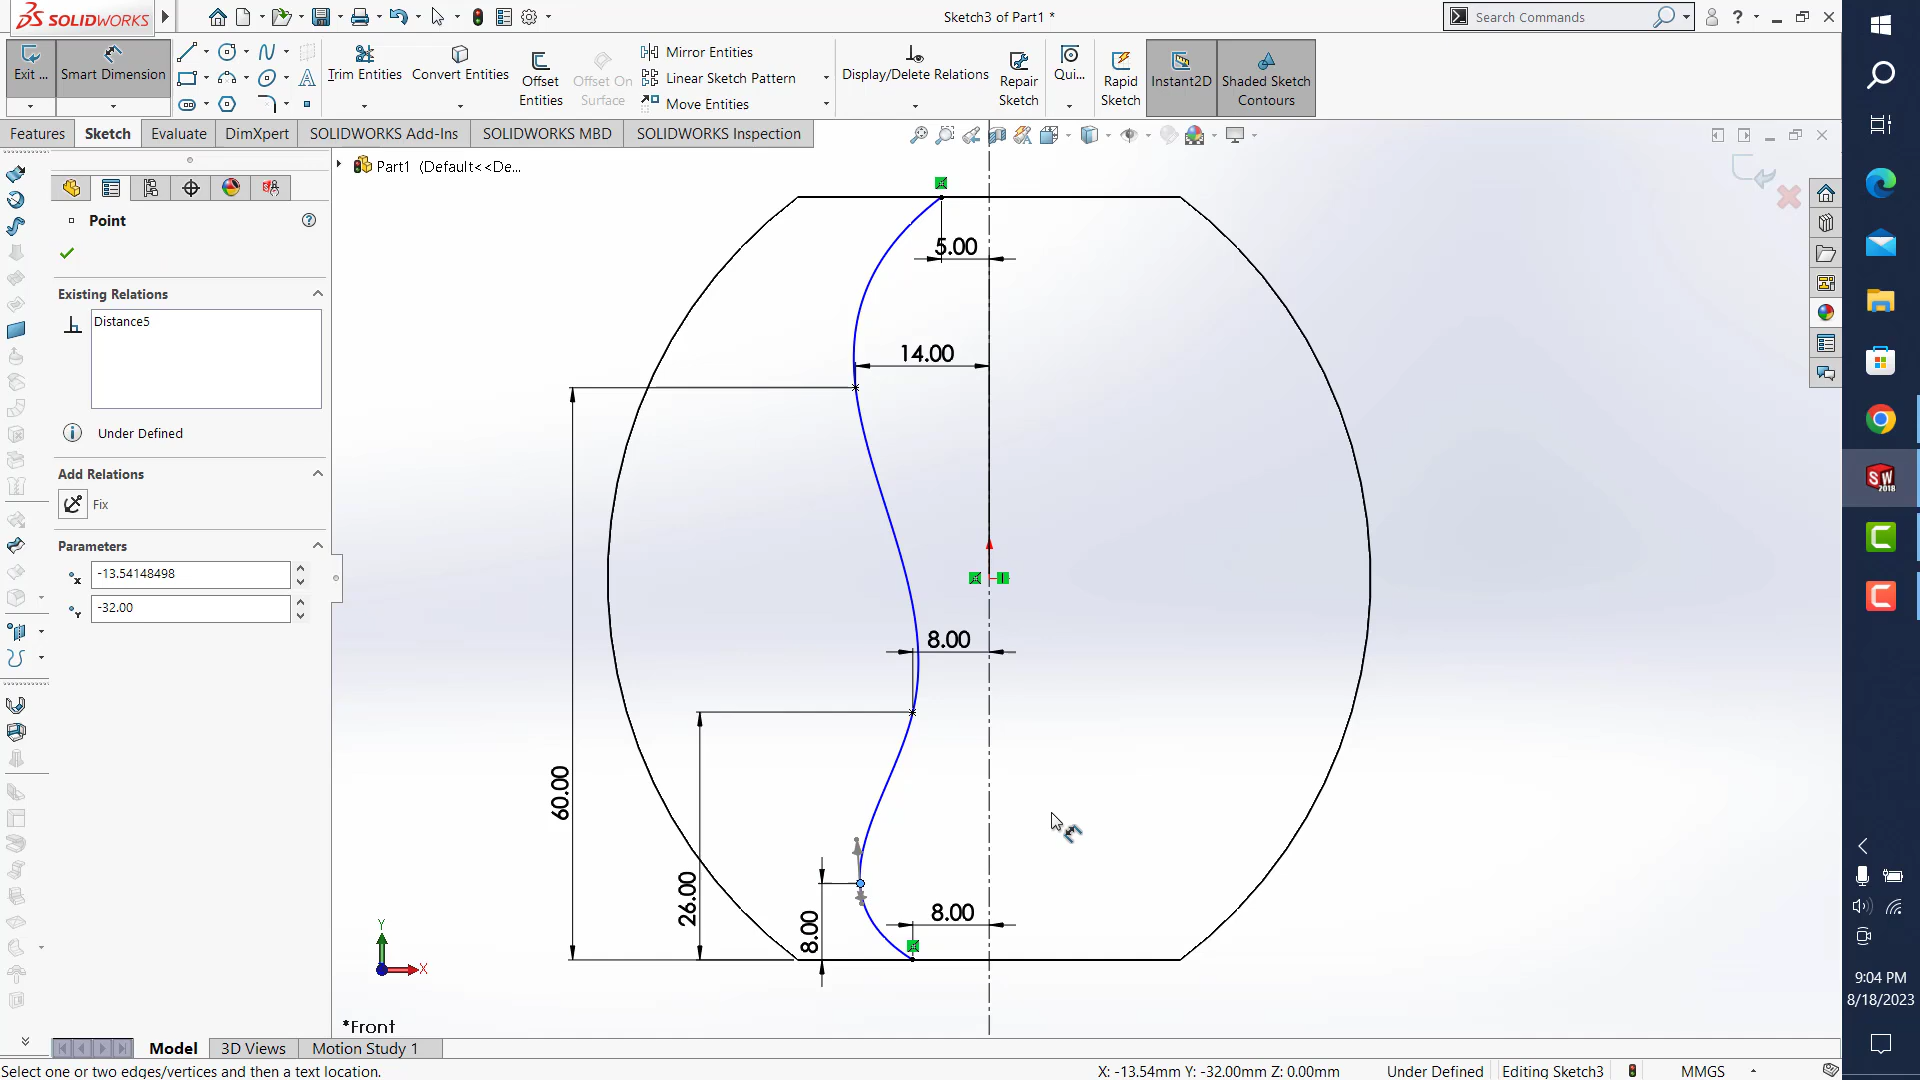 SOLIDWORKS
Sketch3 of Part1 *
Search Commands
Exit ...
Smart Dimension
Trim Entities
Convert Entities
Offset Entities
Offset On Surface
Mirror Entities
Linear Sketch Pattern
Move Entities
Display/Delete Relations
Repair Sketch
Qui...
Rapid Sketch
Instant2D
Shaded Sketch Contours
Features
Sketch
Evaluate
DimXpert
SOLIDWORKS Add-Ins
SOLIDWORKS MBD
SOLIDWORKS Inspection
Part1 (Default<<De...
Point
Existing Relations
Distance5
Under Defined
Add Relations
Fix
Parameters
-13.54148498
-32.00
5.00
14.00
8.00
60.00
26.00
8.00
8.00
Y
X
*Front
Model
3D Views
Motion Study 1
Select one or two edges/vertices and then a text location.
X: -13.54mm Y: -32.00mm Z: 0.00mm
Under Defined
Editing Sketch3
MMGS
SW
2018
9:04 PM
8/18/2023